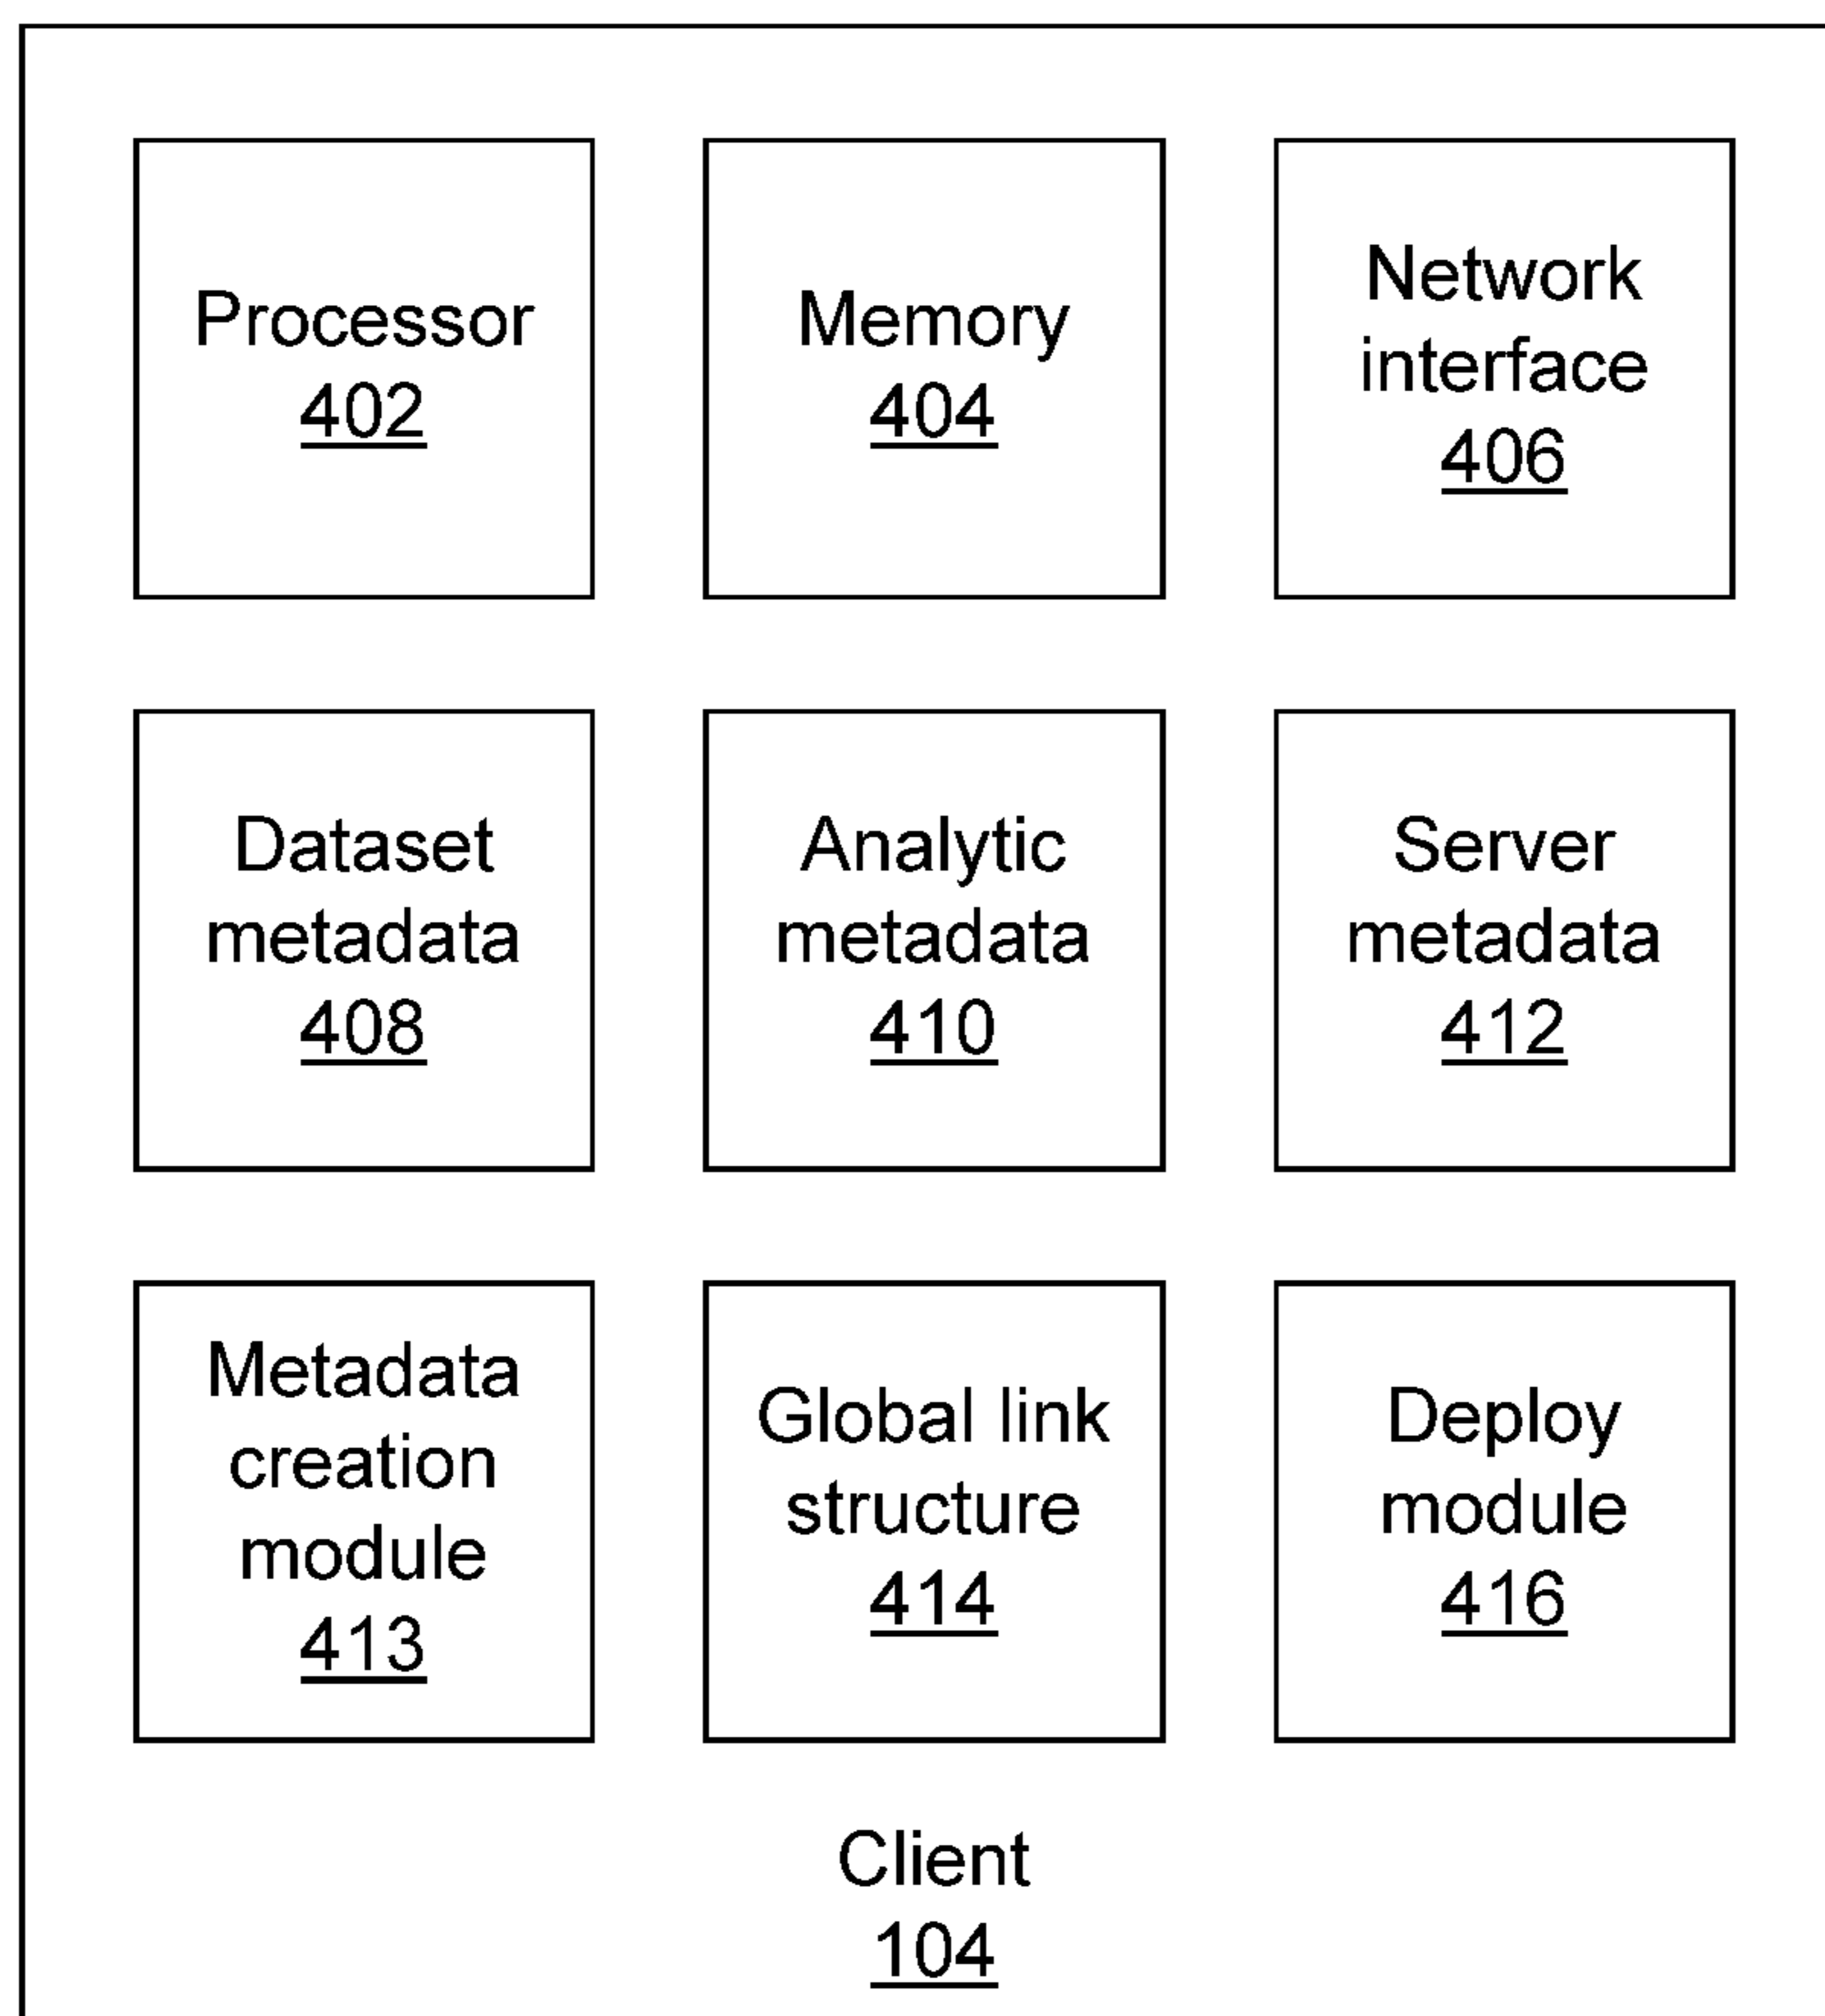 Processor
402
Memory
404
Network
interface
406
Dataset
metadata
408
Analytic
metadata
410
Server
metadata
412
Metadata
creation
module
413
Global link
structure
414
Deploy
module
416
Client
104